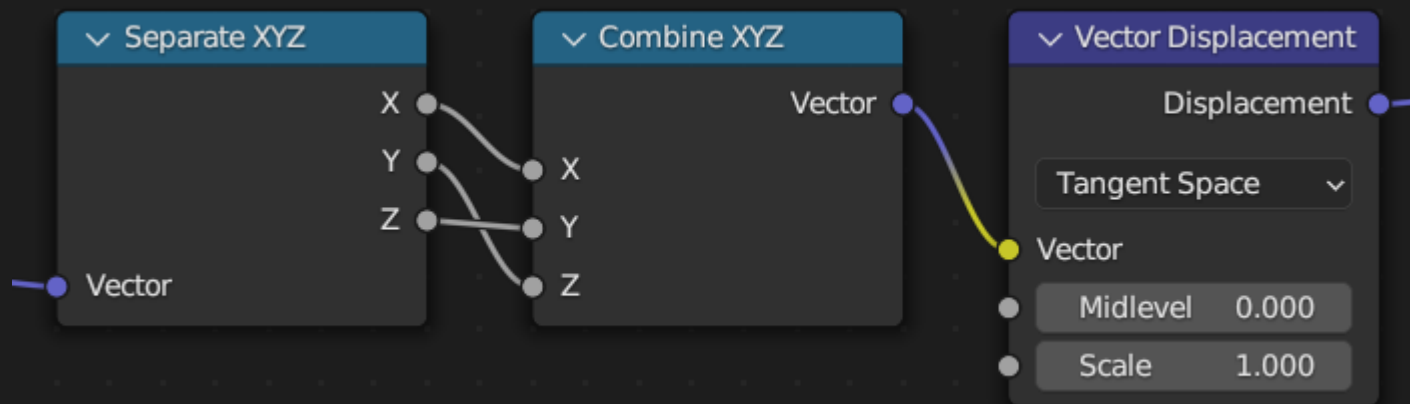 Separate XYZ
X
Y
Z
Vector
Combine XYZ
Vector
X
Y
Z
Vector Displacement
Displacement
Tangent Space
Vector
Midlevel 0.000
Scale 1.000